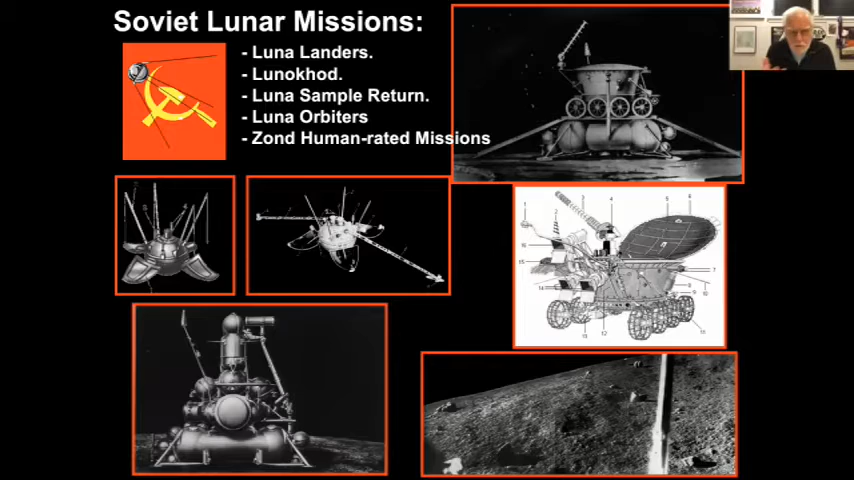 Soviet Lunar Missions:
- Luna Landers.
- Lunokhod.
- Luna Sample Return.
- Luna Orbiters
- Zond Human-rated Missions